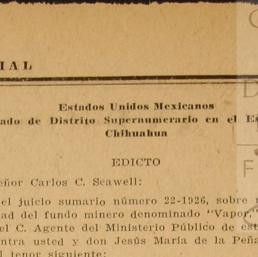 IAL
Estados Unidos Mexicanos
ado de Distrito Supernumerario en el Es
Chihuahua
EDICTO
eñor Carlos C. Seawell:
el juicio sumario número 22-1926, sobre
dad del fundo minero denominado "Vapor,"
el C. Agente del Ministerio Público de est
ntra usted y don Jesús María de la Peña
l tenor siguiente: